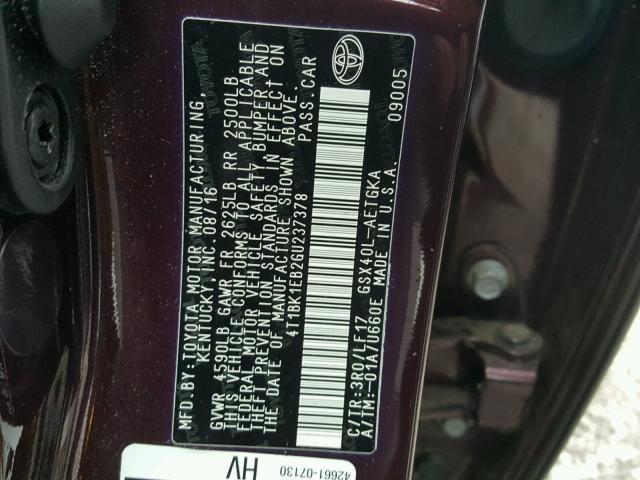 MFD.BY:TOYOTA MOTOR MANUFACTURING,
KENTUCKY, INC. 08/16
GVWR 4590LB GAWR FR 2625LB RR 2500LB
THIS VEHICLE CONFORMS TO ALL APPLICABLE
FEDERAL MOTOR VEHICLE SAFETY BUMPER AND
THEFT PREVENTION STANDARDS IN EFFECT ON
THE DATE OF MANUFACTURE SHOWN ABOVE.
4T1BK1EB2GU237378 PASS.CAR
TOYOTA
09005
C/TR:3R0/LF17 GSX40L-AETGKA
A/TM:-01A/U660E MADE IN U.S.A.
42661-07130
HV